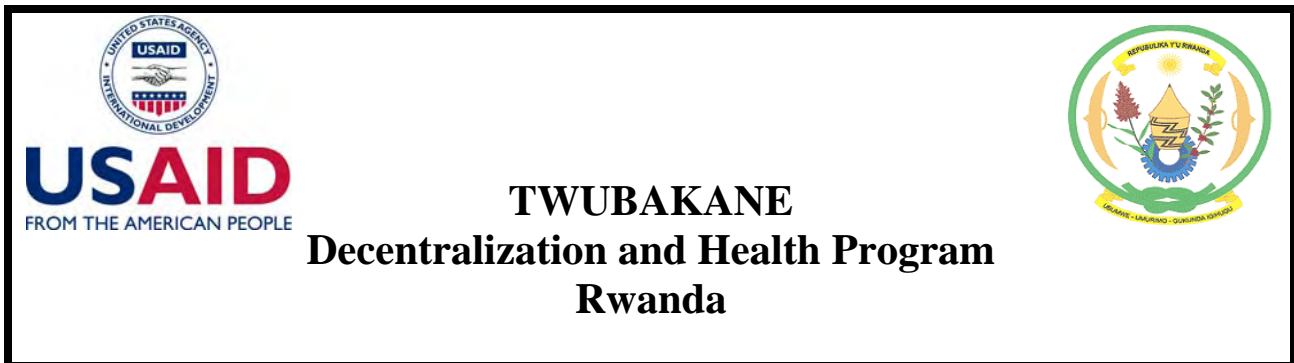 UNITED STATES AGENCY
USAID
INTERNATIONAL DEVELOPMENT
USAID
FROM THE AMERICAN PEOPLE
REPUBULIKA Y'U RWANDA
UBUMWE - UMURIMO - GUKUNDA IGIHUGU
TWUBAKANE
Decentralization and Health Program
Rwanda